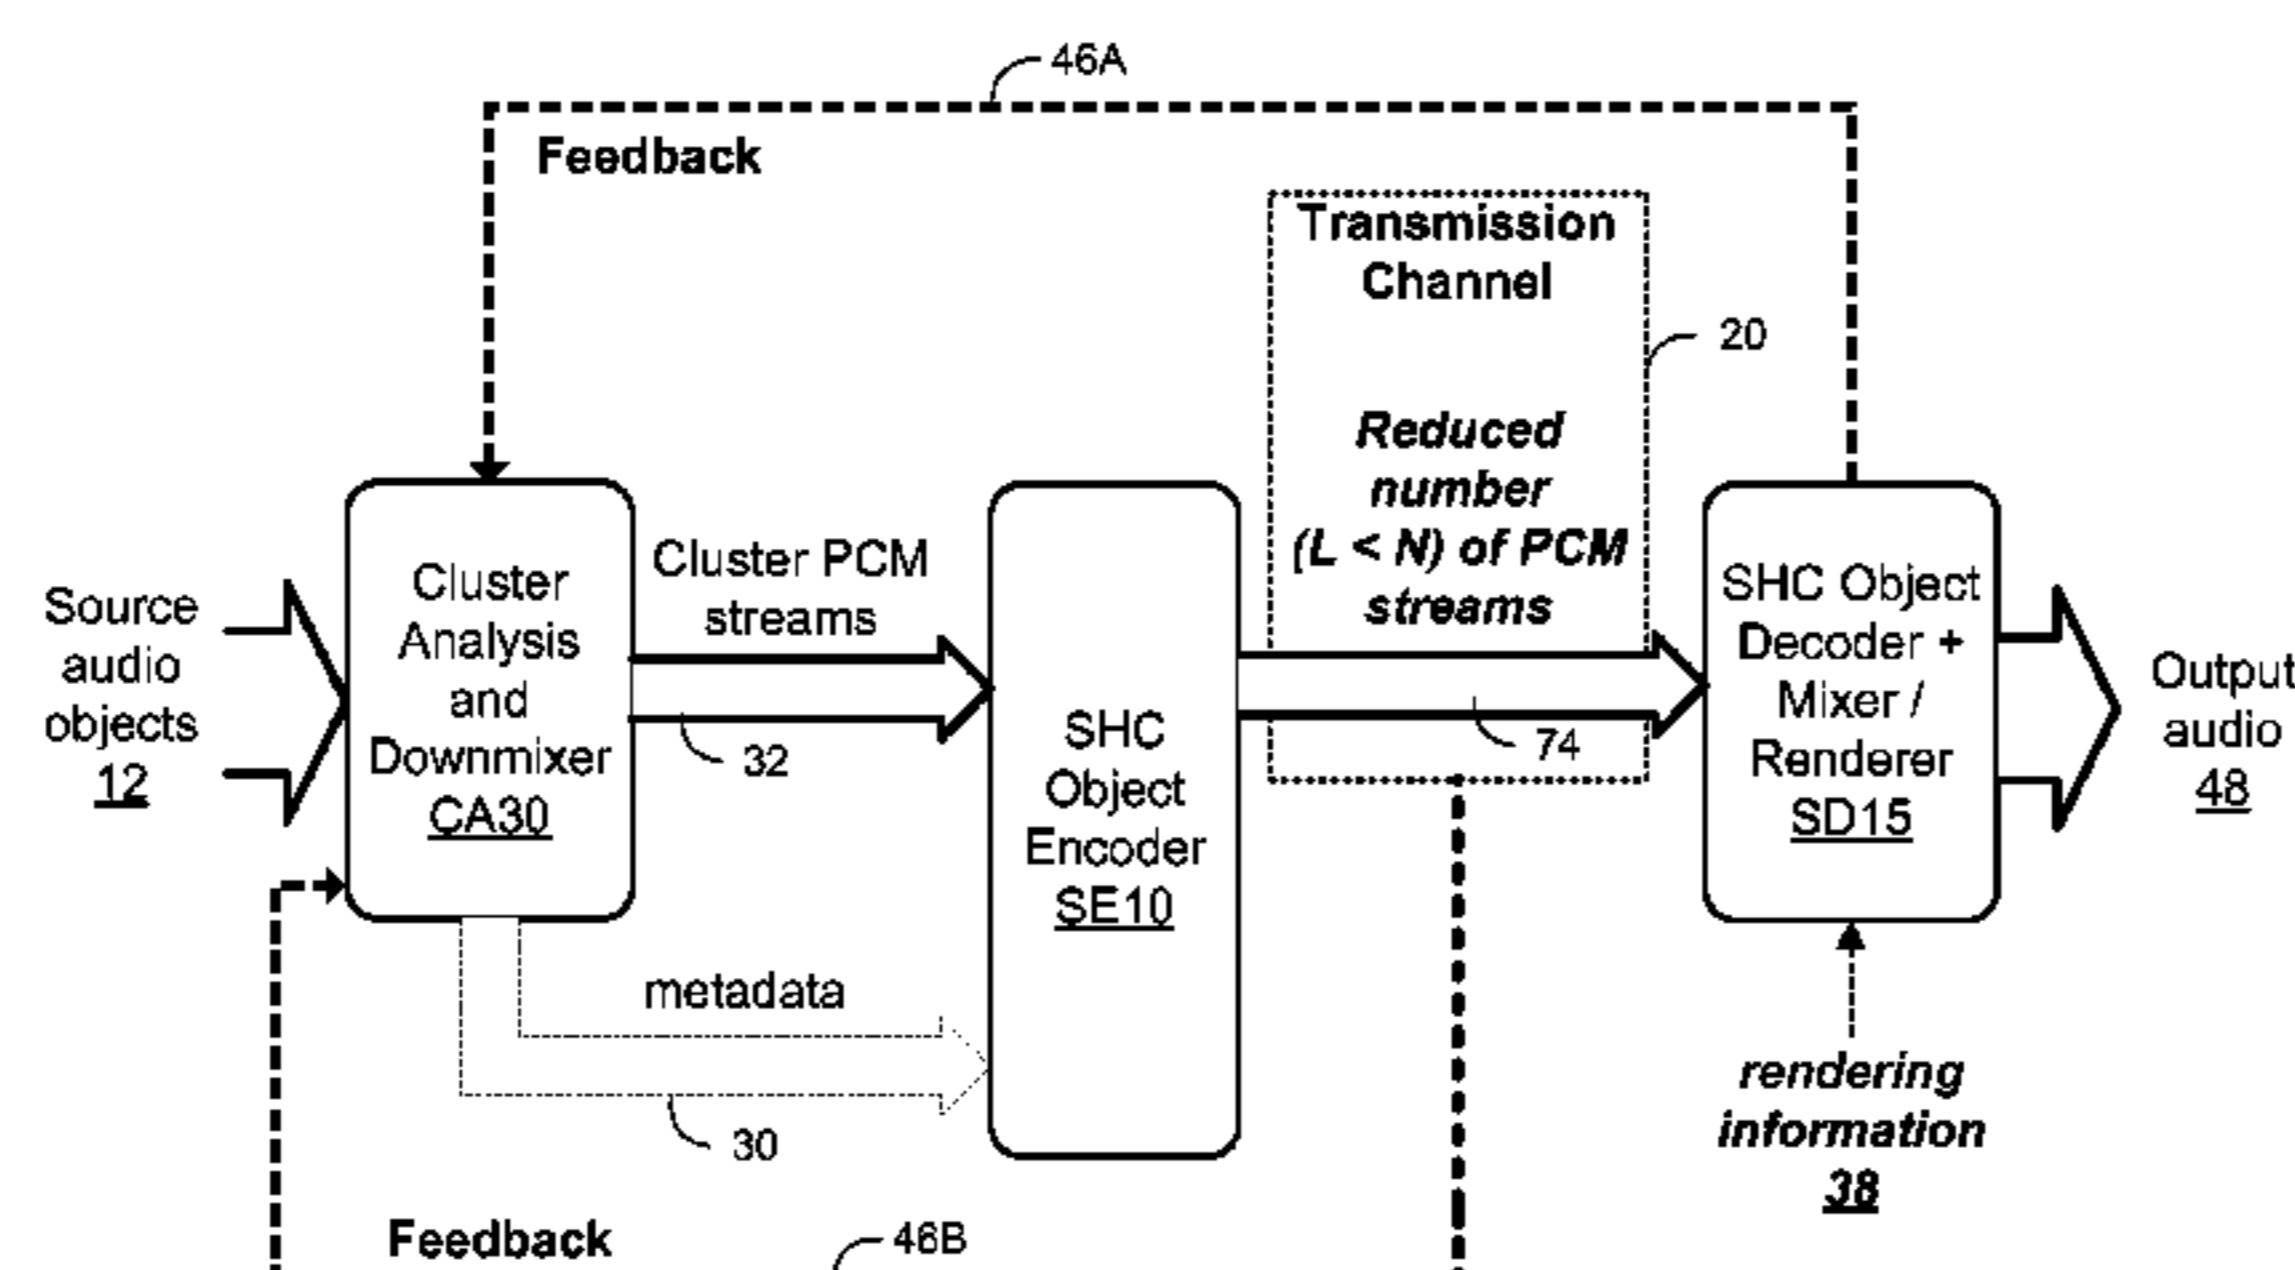 46A
Feedback
Transmission
Channel
20
Reduced
number
(L < N) of PCM
streams
Source
audio
objects
12
Cluster
Analysis
and
Downmixer
CA30
Cluster PCM
streams
32
SHC
Object
Encoder
SE10
74
SHC Object
Decoder +
Mixer /
Renderer
SD15
Output
audio
48
metadata
30
rendering
information
38
Feedback
46B